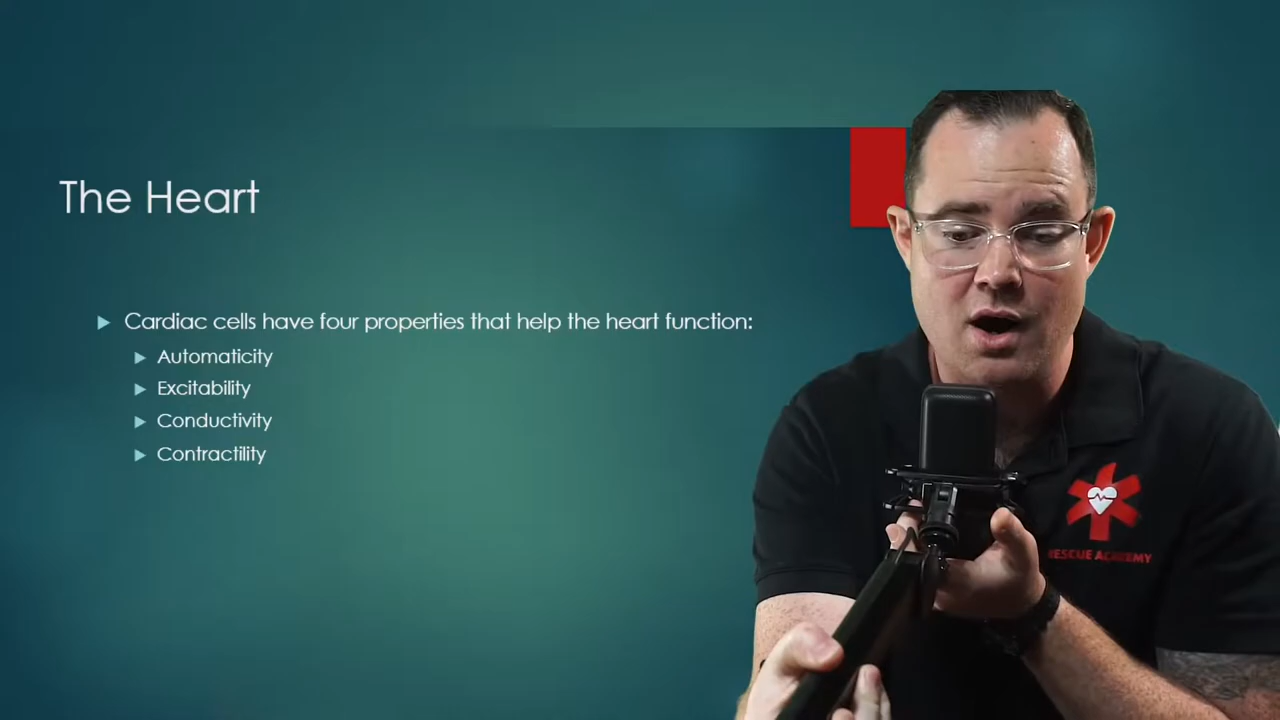 The Heart
Cardiac cells have four properties that help the heart function:
Automaticity
Excitability
Conductivity
Contractility
RESCUE ACADEMY